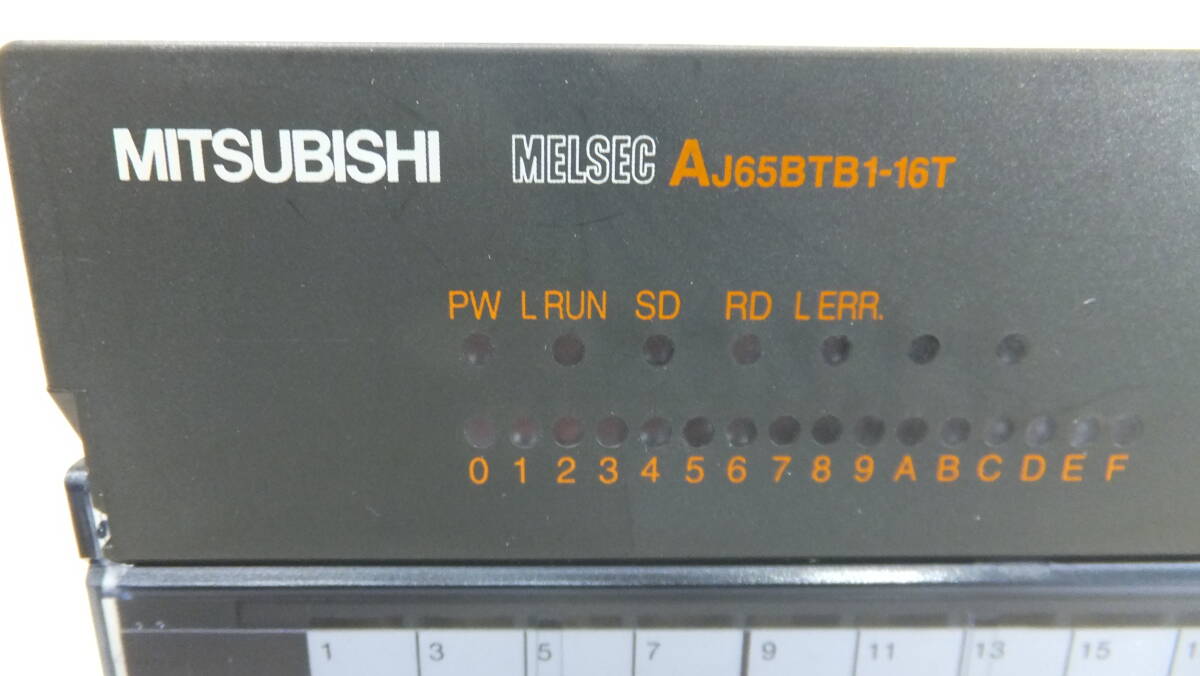 MITSUBISHI MELSEC AJ65BTB1-16T
PW L RUN SD RD L ERR.
0 1 2 3 4 5 6 7 8 9 A B C D E F
1 3 5 7 9 11 13 15